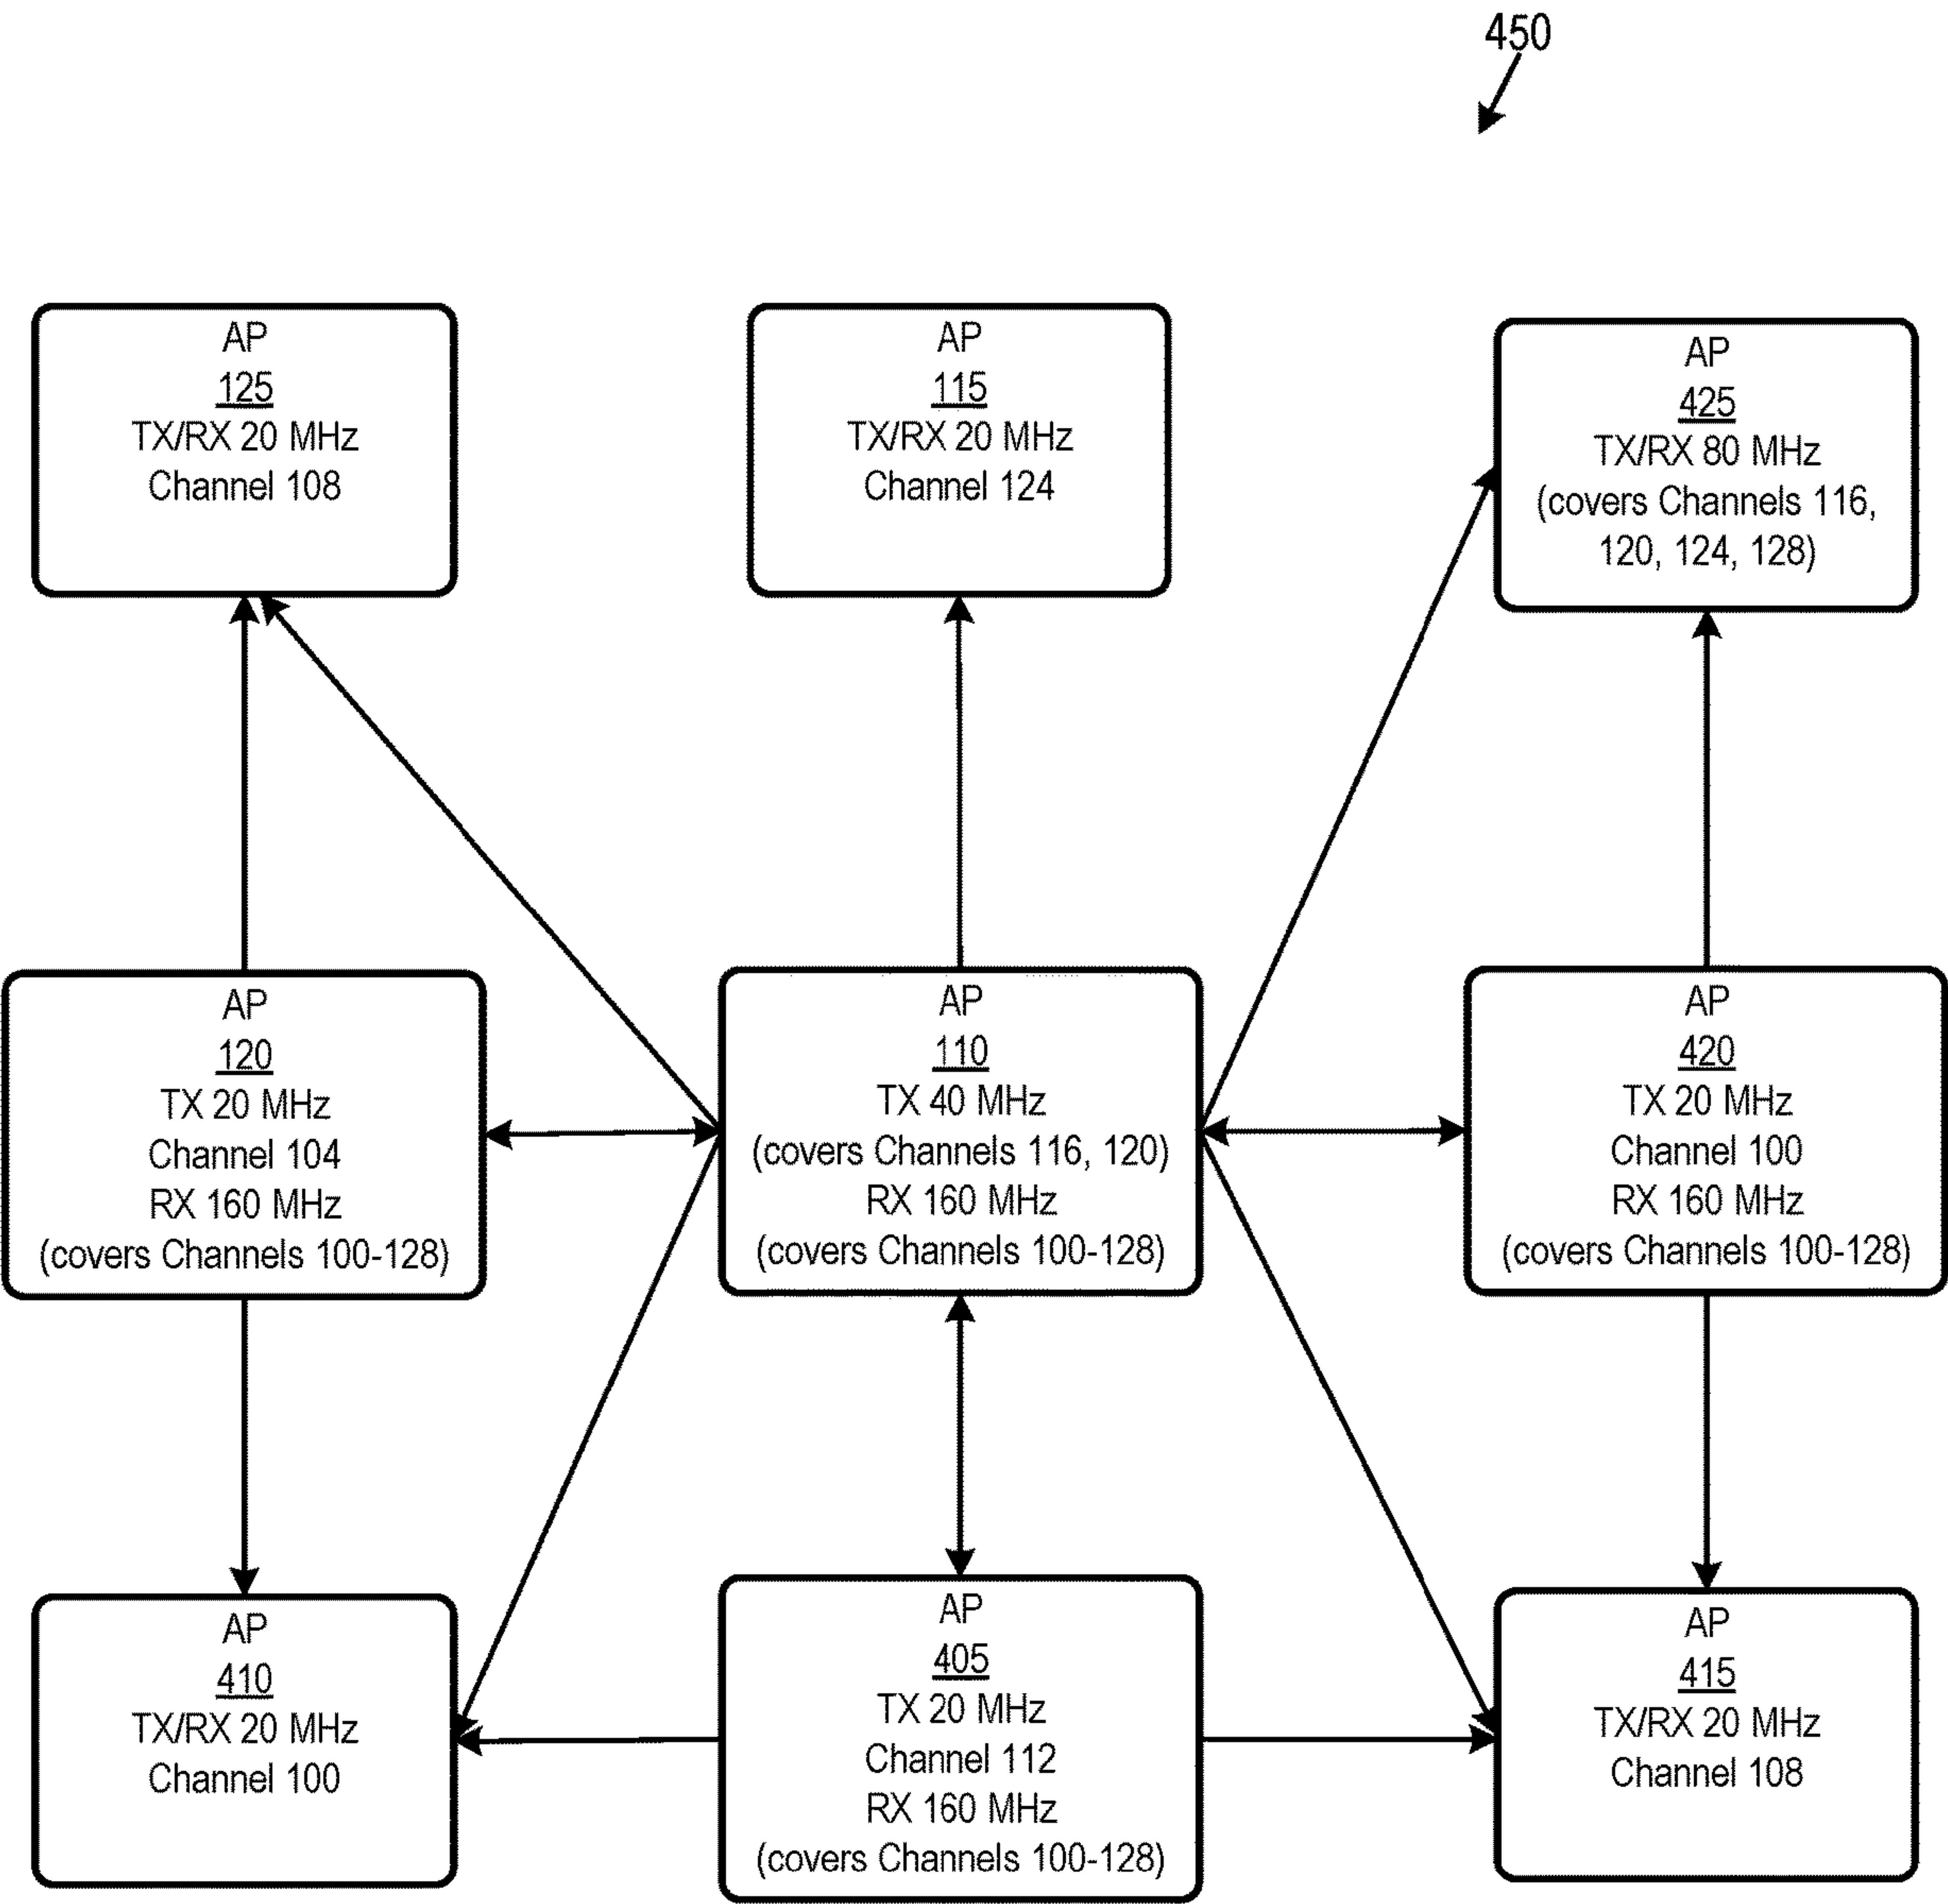 450
AP
125
TX/RX 20 MHz
Channel 108
AP
115
TX/RX 20 MHz
Channel 124
AP
425
TX/RX 80 MHz
(covers Channels 116,
120, 124, 128)
AP
120
TX 20 MHz
Channel 104
RX 160 MHz
(covers Channels 100-128)
AP
110
TX 40 MHz
(covers Channels 116, 120)
RX 160 MHz
(covers Channels 100-128)
AP
420
TX 20 MHz
Channel 100
RX 160 MHz
(covers Channels 100-128)
AP
410
TX/RX 20 MHz
Channel 100
AP
405
TX 20 MHz
Channel 112
RX 160 MHz
(covers Channels 100-128)
AP
415
TX/RX 20 MHz
Channel 108